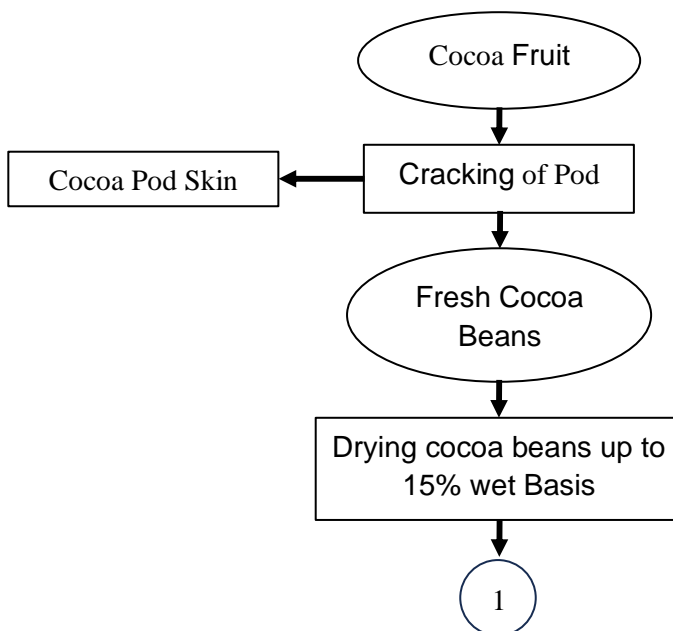 Cocoa Fruit
Cracking of Pod
Cocoa Pod Skin
Fresh Cocoa
Beans
Drying cocoa beans up to
15% wet Basis
1